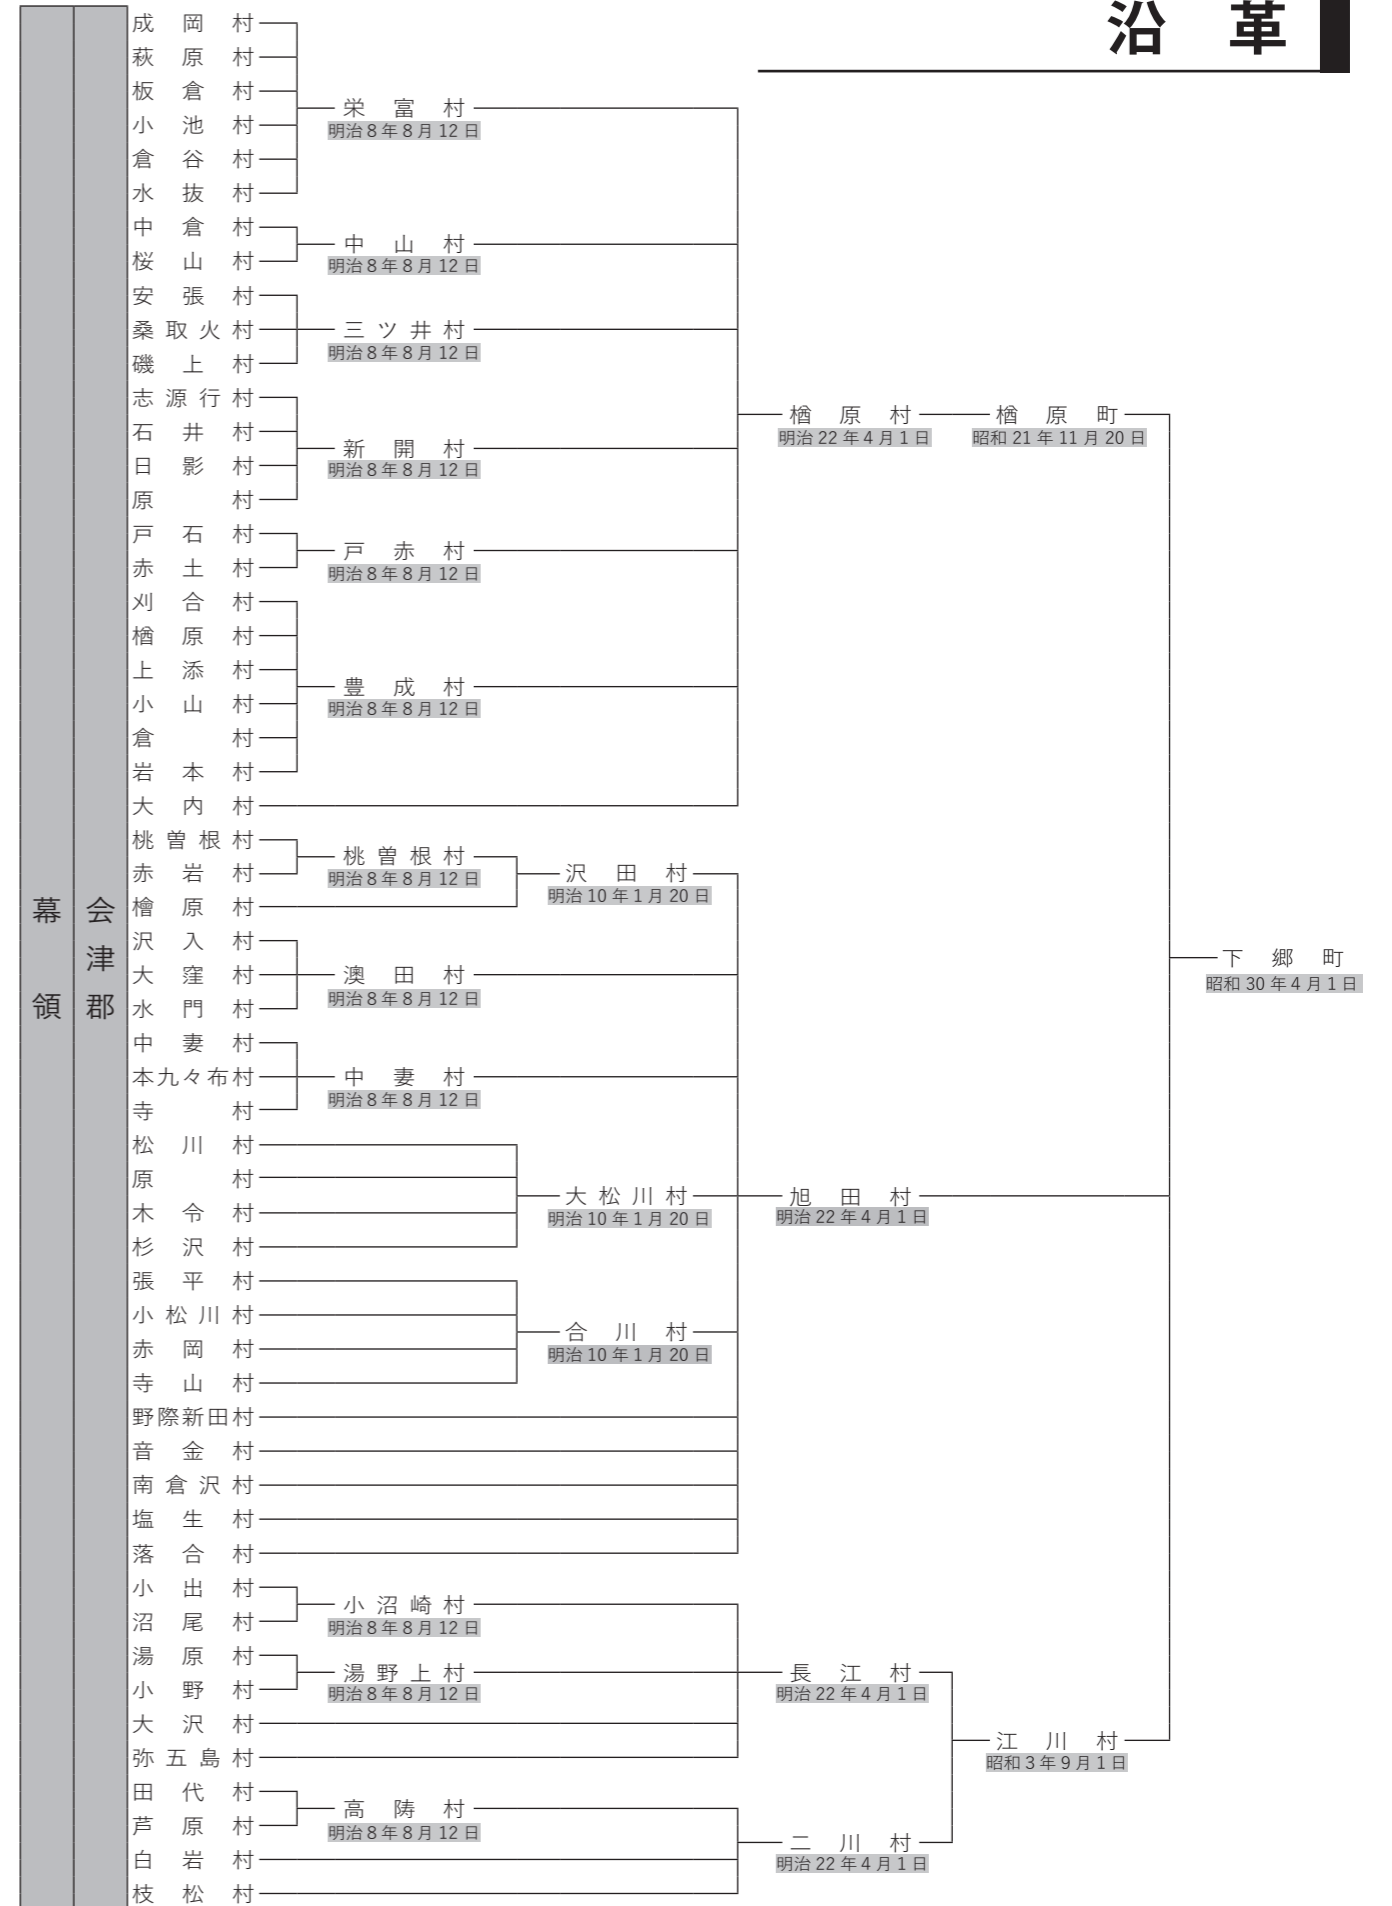 沿革
幕領
会津郡
成岡村
萩原村
板倉村
小池村
倉谷村
水抜村
中倉村
桜山村
安張村
桑取火村
磯上村
志源行村
石井村
日影村
原村
戸石村
赤土村
刈合村
楢原村
上添村
小山村
倉村
岩本村
大内村
桃曽根村
赤岩村
檜原村
沢入村
大窪村
水門村
中妻村
本九々布村
寺村
松川村
原村
木令村
杉沢村
張平村
小松川村
赤岡村
寺山村
野際新田村
音金村
南倉沢村
塩生村
落合村
小出村
沼尾村
湯原村
小野村
大沢村
弥五島村
田代村
芦原村
白岩村
枝松村
栄富村
明治8年8月12日
中山村
明治8年8月12日
三ツ井村
明治8年8月12日
新開村
明治8年8月12日
戸赤村
明治8年8月12日
豊成村
明治8年8月12日
桃曽根村
明治8年8月12日
澳田村
明治8年8月12日
中妻村
明治8年8月12日
小沼崎村
明治8年8月12日
湯野上村
明治8年8月12日
高陦村
明治8年8月12日
沢田村
明治10年1月20日
大松川村
明治10年1月20日
合川村
明治10年1月20日
楢原村
明治22年4月1日
旭田村
明治22年4月1日
長江村
明治22年4月1日
二川村
明治22年4月1日
楢原町
昭和21年11月20日
江川村
昭和3年9月1日
下郷町
昭和30年4月1日